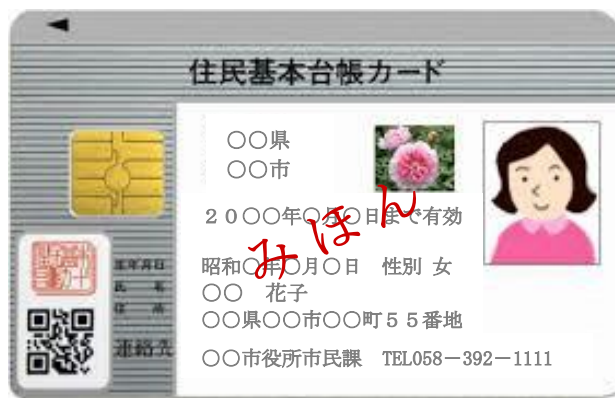 住民基本台帳カード
○○県
○○市
２０○○年○月○日まで有効
みほん
昭和○年○月○日　性別 女
○○　花子
○○県○○市○○町５５番地
連絡先
○○市役所市民課　TEL058－392－1111